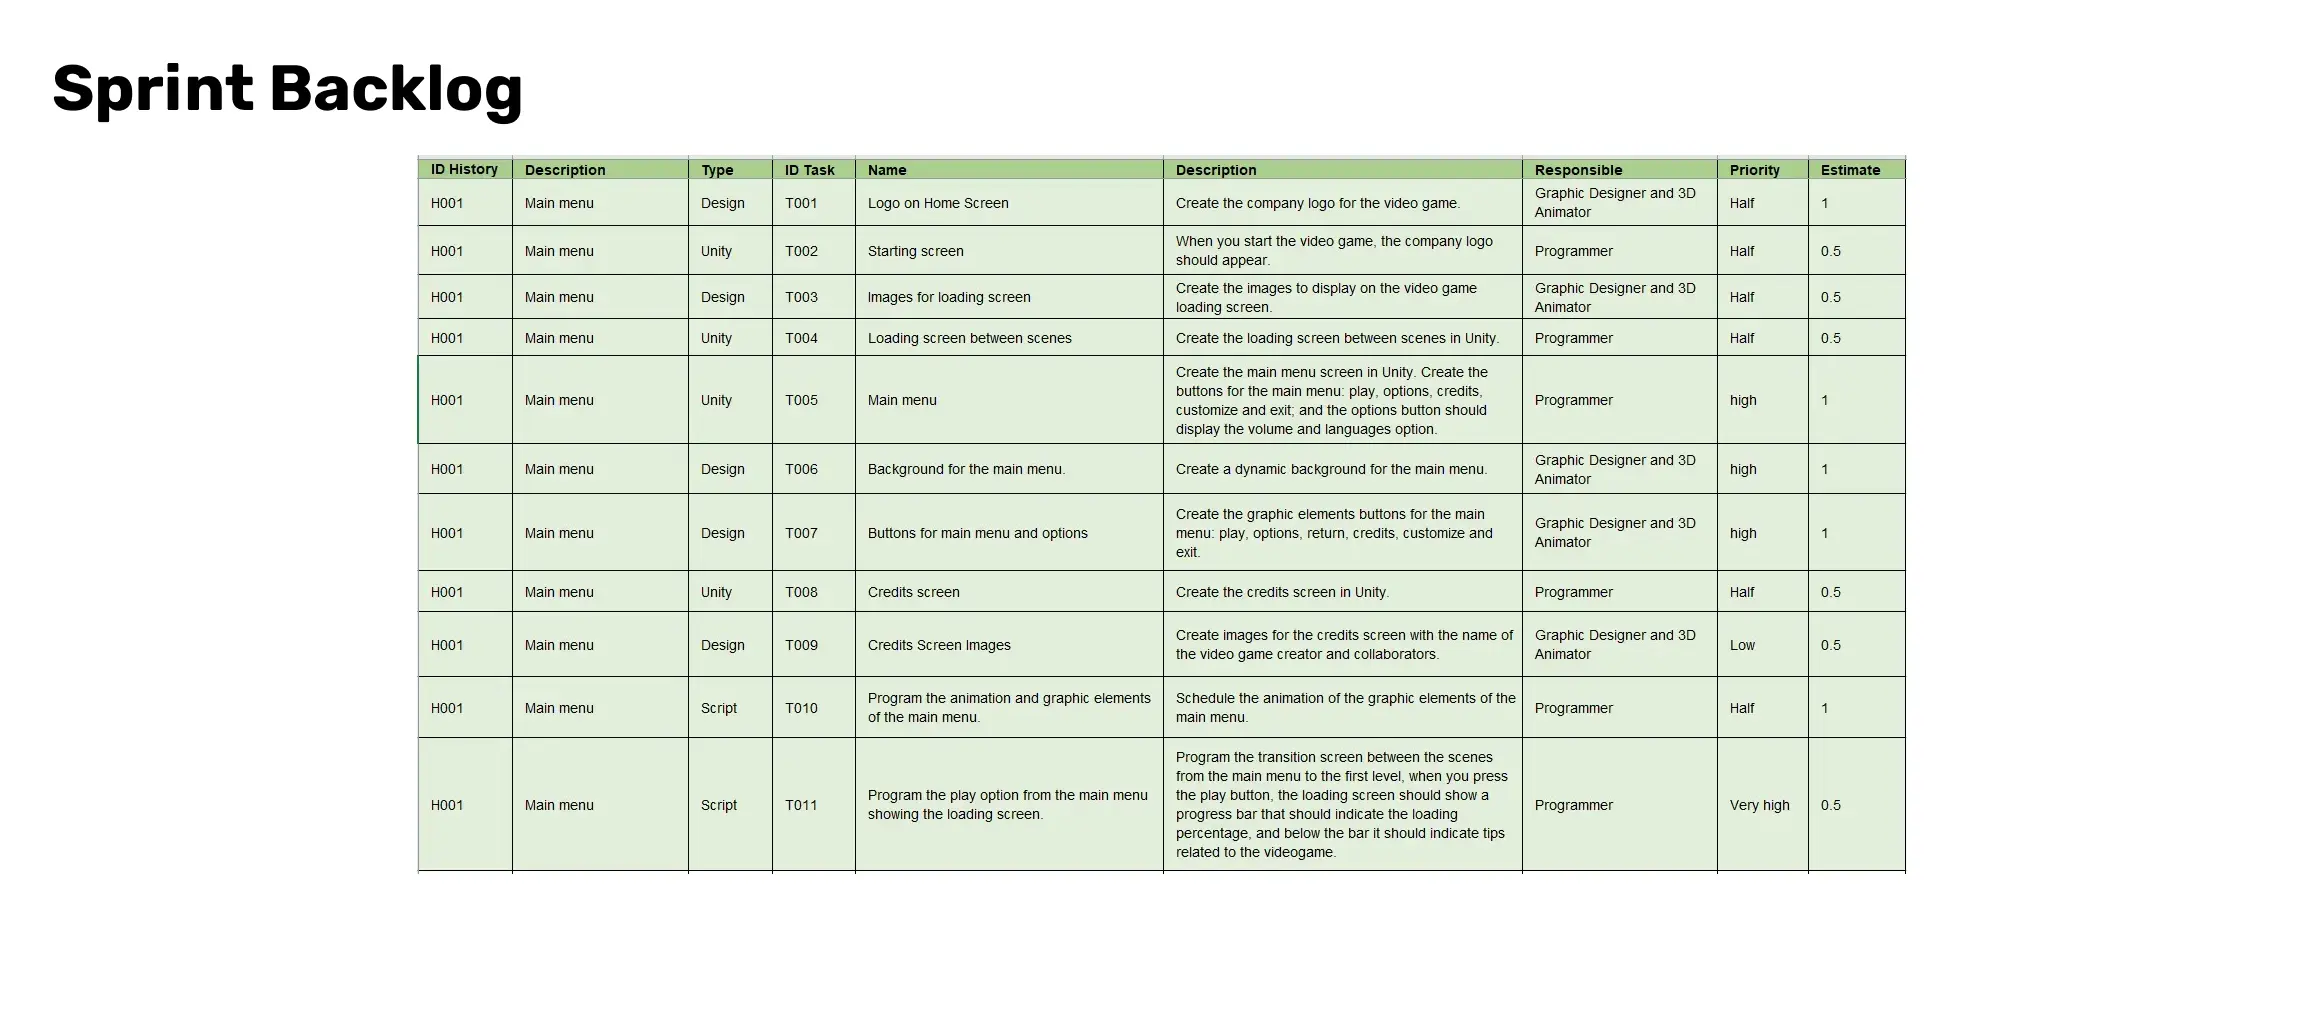 Sprint Backlog
ID History Description Type ID Task Name Description Responsible Priority Estimate
H001 Main menu Design T001 Logo on Home Screen Create the company logo for the video game. Graphic Designer and 3D
Animator Half 1
H001 Main menu Unity T002 Starting screen When you start the video game, the company logo
should appear. Programmer Half 0.5
H001 Main menu Design T003 Images for loading screen Create the images to display on the video game
loading screen. Graphic Designer and 3D
Animator Half 0.5
H001 Main menu Unity T004 Loading screen between scenes Create the loading screen between scenes in Unity. Programmer Half 0.5
H001 Main menu Unity T005 Main menu Create the main menu screen in Unity. Create the
buttons for the main menu: play, options, credits,
customize and exit; and the options button should
display the volume and languages option. Programmer high 1
H001 Main menu Design T006 Background for the main menu. Create a dynamic background for the main menu. Graphic Designer and 3D
Animator high 1
H001 Main menu Design T007 Buttons for main menu and options Create the graphic elements buttons for the main
menu: play, options, return, credits, customize and
exit. Graphic Designer and 3D
Animator high 1
H001 Main menu Unity T008 Credits screen Create the credits screen in Unity. Programmer Half 0.5
H001 Main menu Design T009 Credits Screen Images Create images for the credits screen with the name of
the video game creator and collaborators. Graphic Designer and 3D
Animator Low 0.5
H001 Main menu Script T010 Program the animation and graphic elements
of the main menu. Schedule the animation of the graphic elements of the
main menu. Programmer Half 1
H001 Main menu Script T011 Program the play option from the main menu
showing the loading screen. Program the transition screen between the scenes
from the main menu to the first level, when you press
the play button, the loading screen should show a
progress bar that should indicate the loading
percentage, and below the bar it should indicate tips
related to the videogame. Programmer Very high 0.5